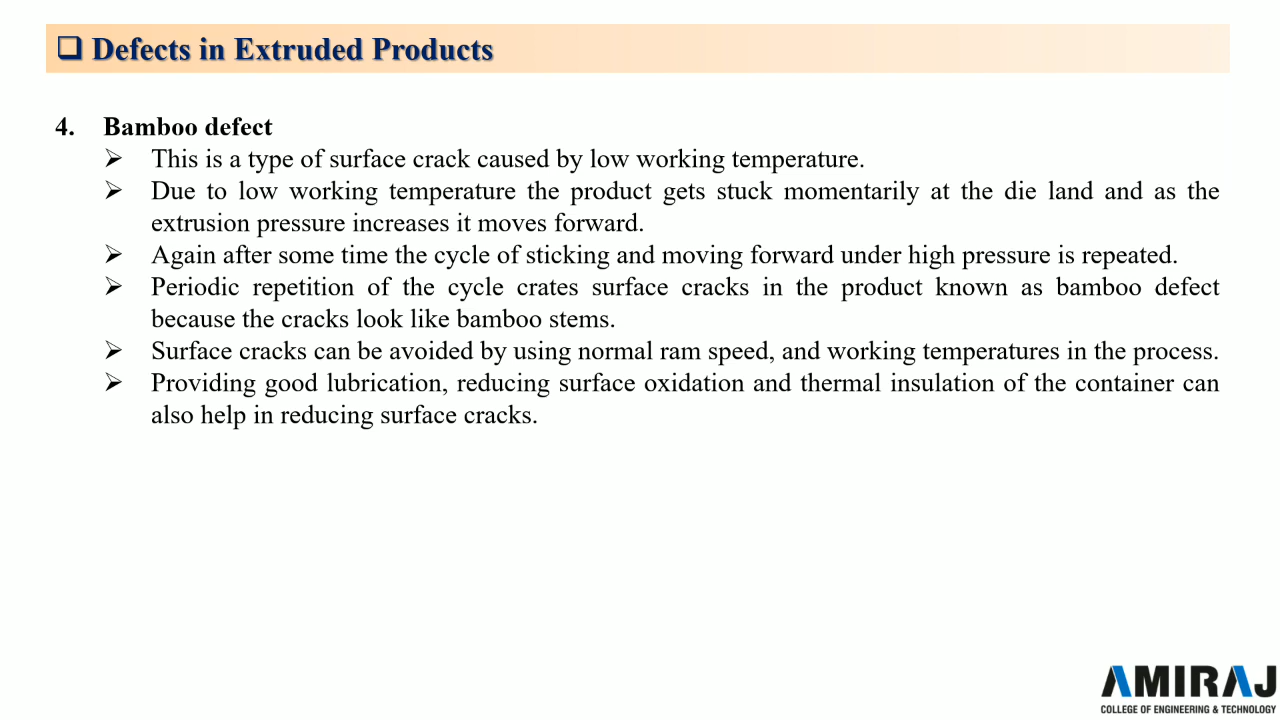 ❑ Defects in Extruded Products
4. Bamboo defect
➢ This is a type of surface crack caused by low working temperature.
➢ Due to low working temperature the product gets stuck momentarily at the die land and as the
extrusion pressure increases it moves forward.
➢ Again after some time the cycle of sticking and moving forward under high pressure is repeated.
➢ Periodic repetition of the cycle crates surface cracks in the product known as bamboo defect
because the cracks look like bamboo stems.
➢ Surface cracks can be avoided by using normal ram speed, and working temperatures in the process.
➢ Providing good lubrication, reducing surface oxidation and thermal insulation of the container can
also help in reducing surface cracks.
AMIRAJ
COLLEGE OF ENGINEERING & TECHNOLOGY